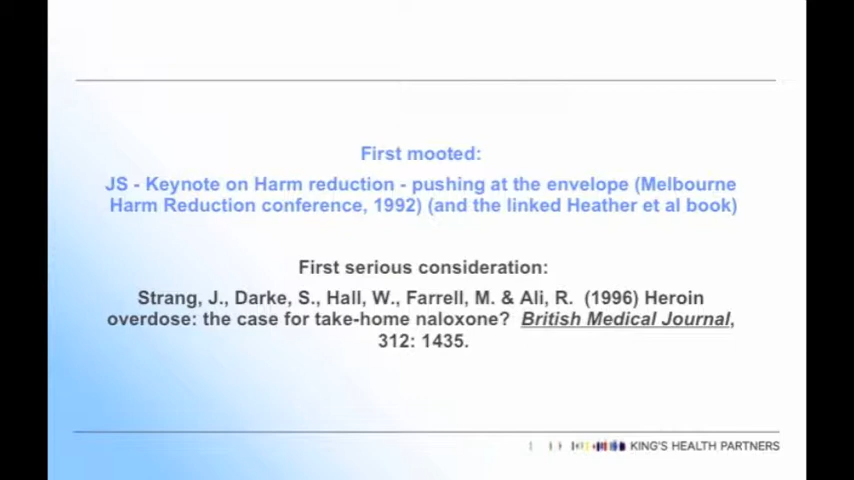 First mooted:
JS - Keynote on Harm reduction - pushing at the envelope (Melbourne
Harm Reduction conference, 1992) (and the linked Heather et al book)
First serious consideration:
Strang, J., Darke, S., Hall, W., Farrell, M. & Ali, R. (1996) Heroin
overdose: the case for take-home naloxone? British Medical Journal,
312: 1435.
KING'S HEALTH PARTNERS